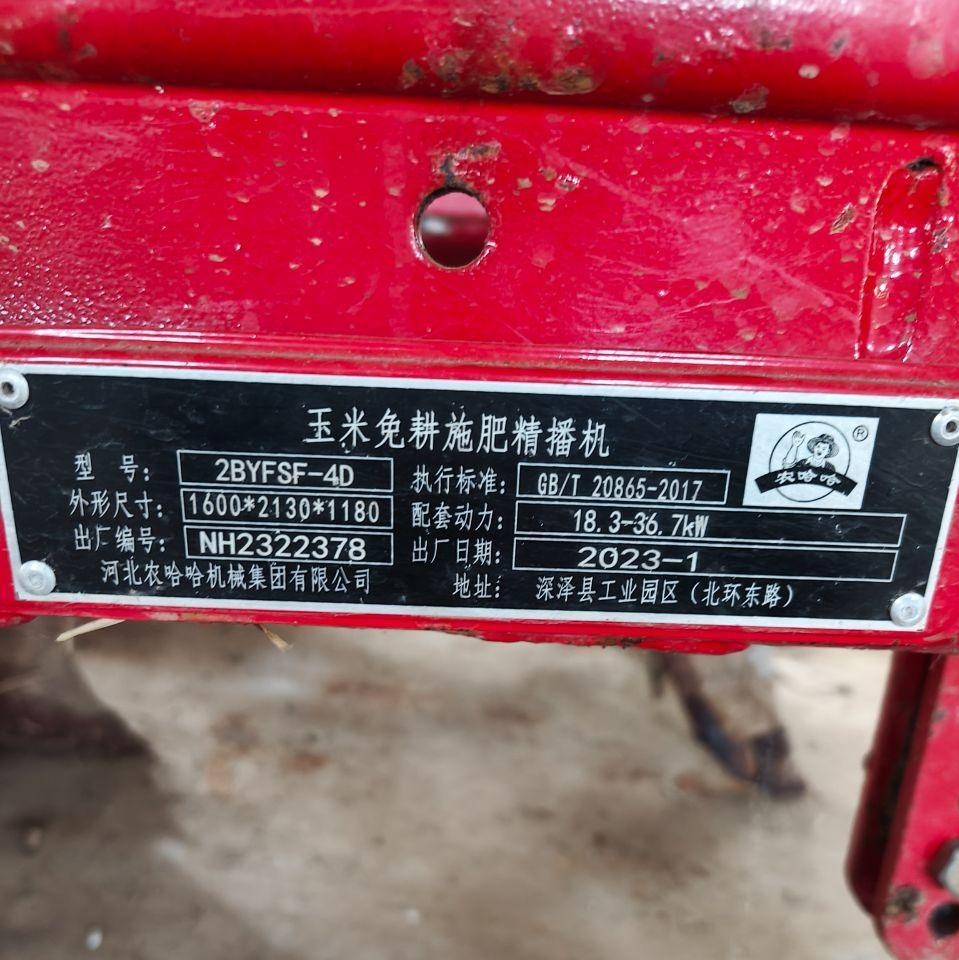 玉米免耕施肥精播机
农哈哈®
型 号: 2BYFSF-4D 执行标准: GB/T 20865-2017
外形尺寸: 1600*2130*1180 配套动力: 18.3-36.7kW
出厂编号: NH2322378 出厂日期: 2023-1
河北农哈哈机械集团有限公司 地址: 深泽县工业园区(北环东路)